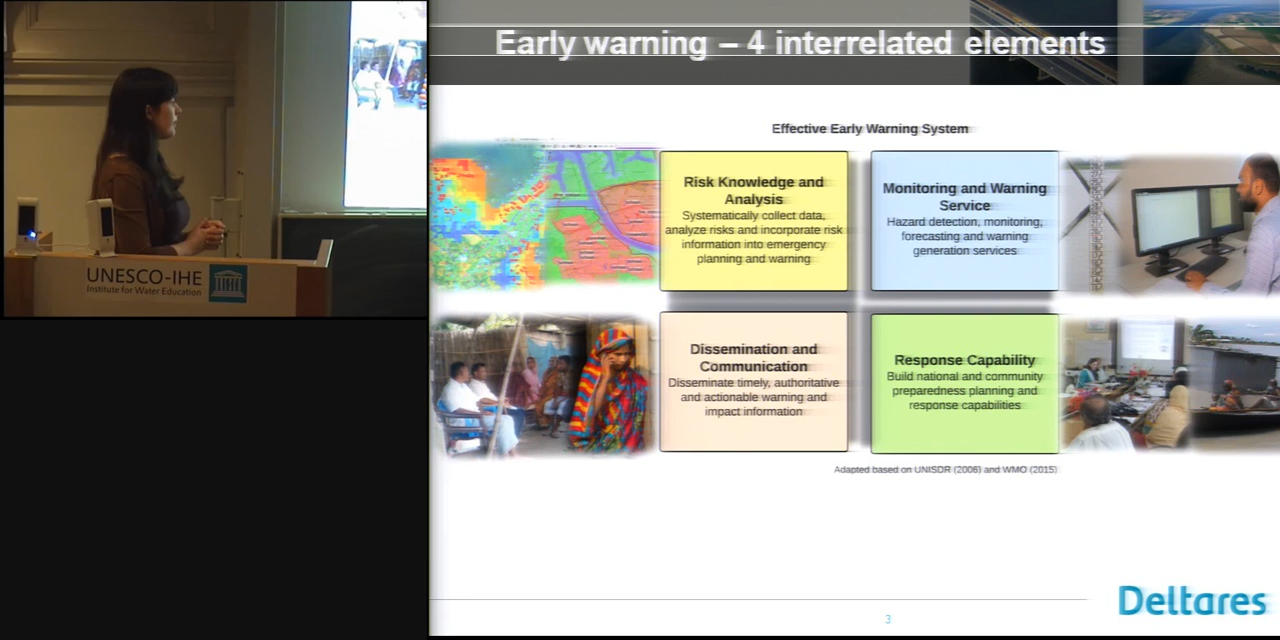 Early warning – 4 interrelated elements
Effective Early Warning System
Risk Knowledge and
Analysis
Systematically collect data,
analyze risks and incorporate risk
information into emergency
planning and warning
Monitoring and Warning
Service
Hazard detection, monitoring,
forecasting and warning
generation services
Dissemination and
Communication
Disseminate timely, authoritative
and actionable warning and
impact information
Response Capability
Build national and community
preparedness planning and
response capabilities
Adapted based on UNISDR (2006) and WMO (2015)
UNESCO-IHE
Institute for Water Education
3
Deltares